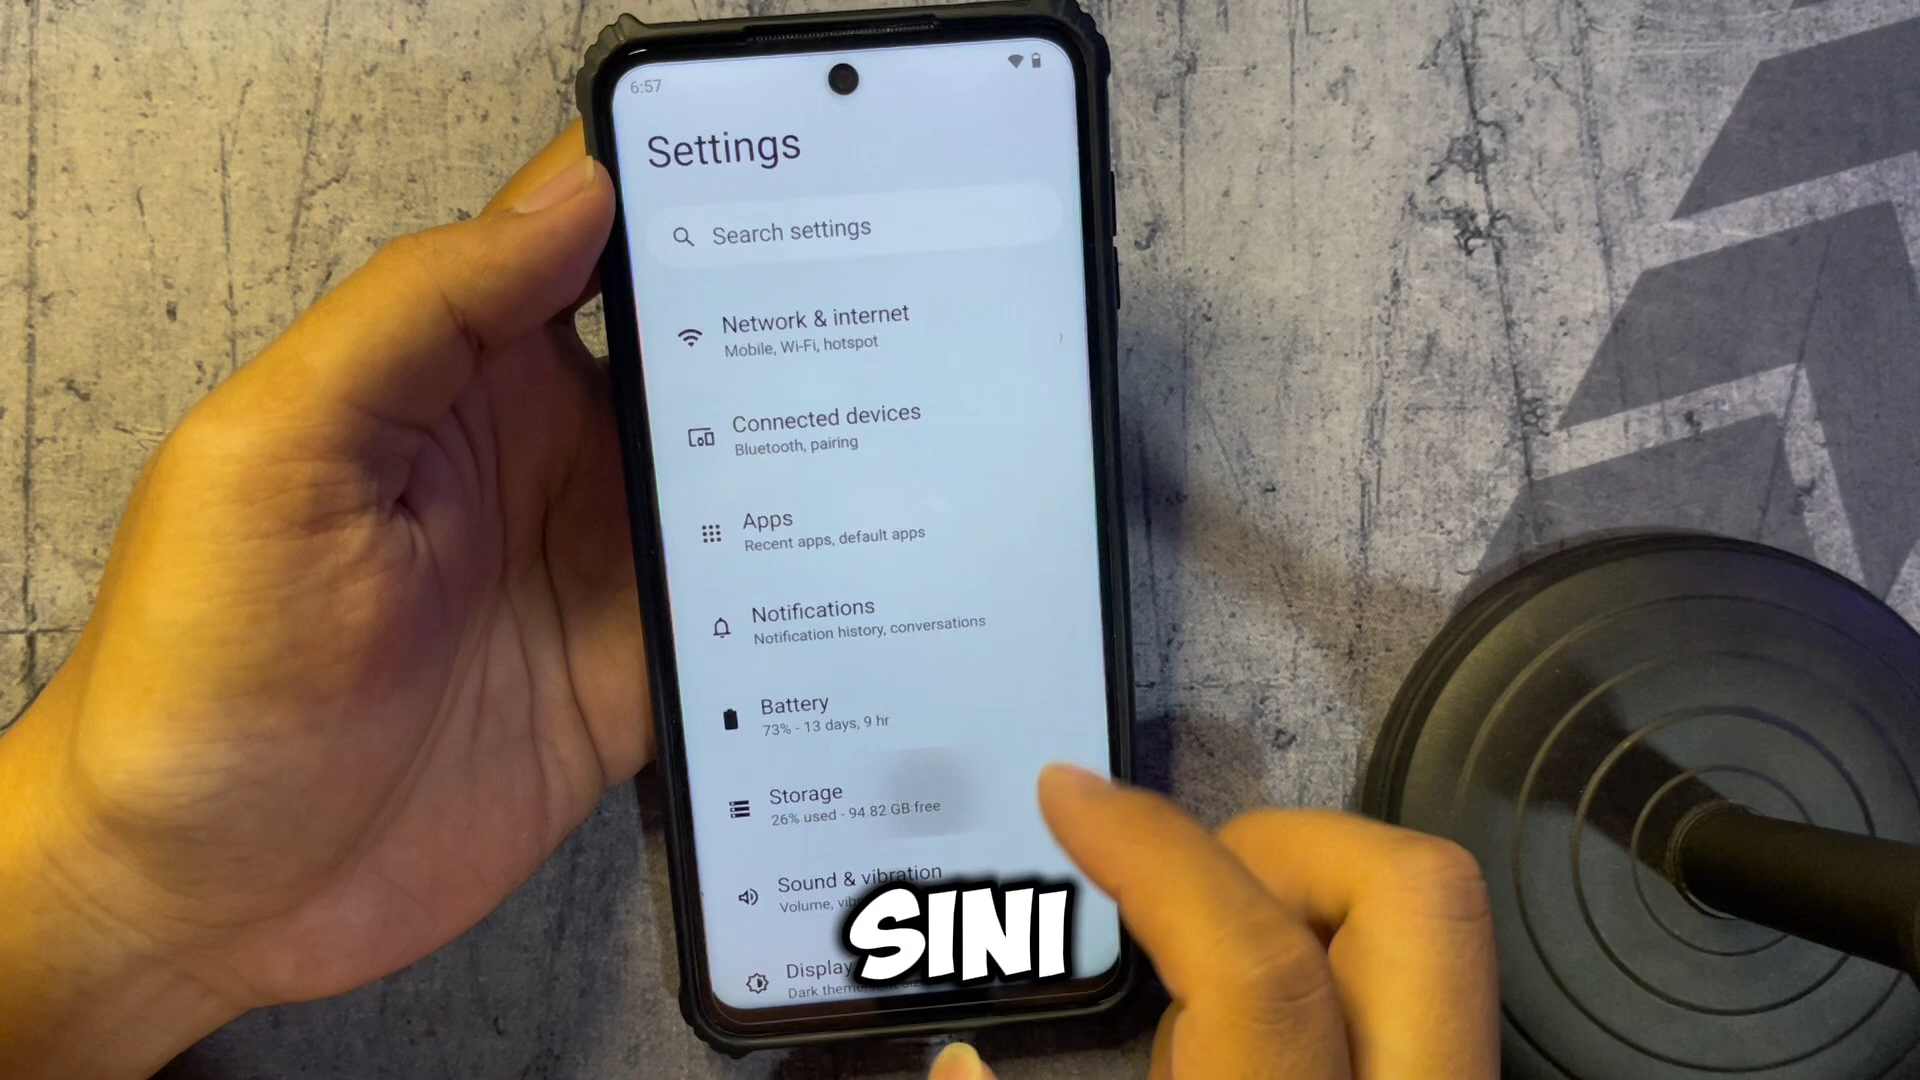 6:57
Settings
Search settings
Network & internet
Mobile, Wi-Fi, hotspot
Connected devices
Bluetooth, pairing
Apps
Recent apps, default apps
Notifications
Notification history, conversations
Battery
73% - 13 days, 9 hr
Storage
26% used - 94.82 GB free
Sound & vibration
Volume,
SINI
Display
Dark theme,